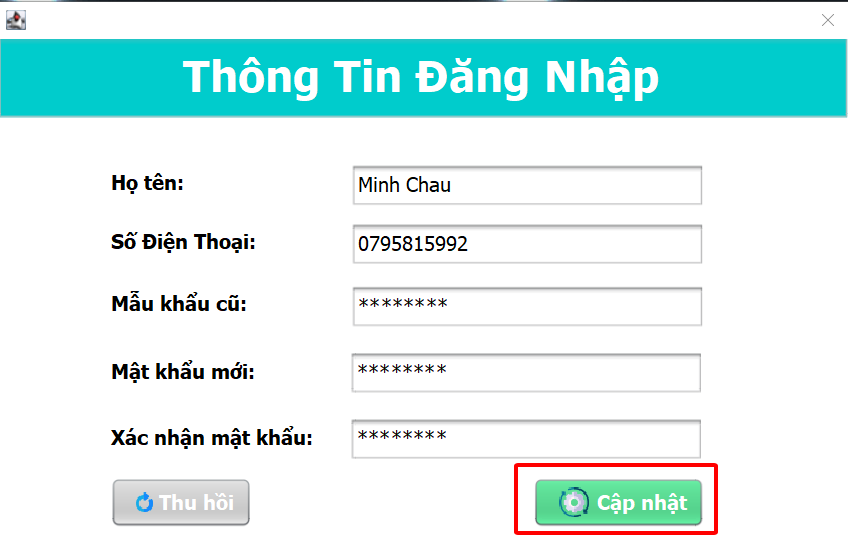 Thông Tin Đăng Nhập
Họ tên: Minh Chau
Số Điện Thoại: 0795815992
Mẫu khẩu cũ: ********
Mật khẩu mới: ********
Xác nhận mật khẩu: ********
Thu hồi Cập nhật